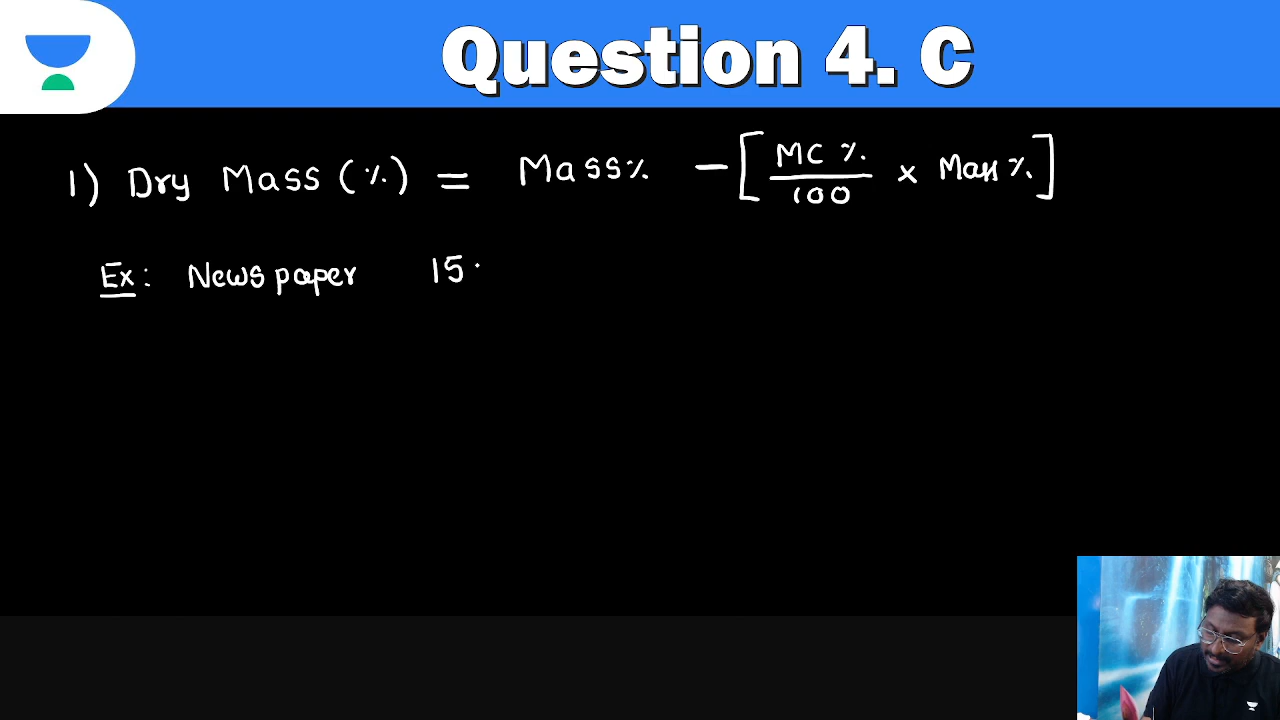 Question 4. C
1) Dry Mass (%) = Mass% - [ MC % / 100 × Mass % ]
Ex: Newspaper 15.